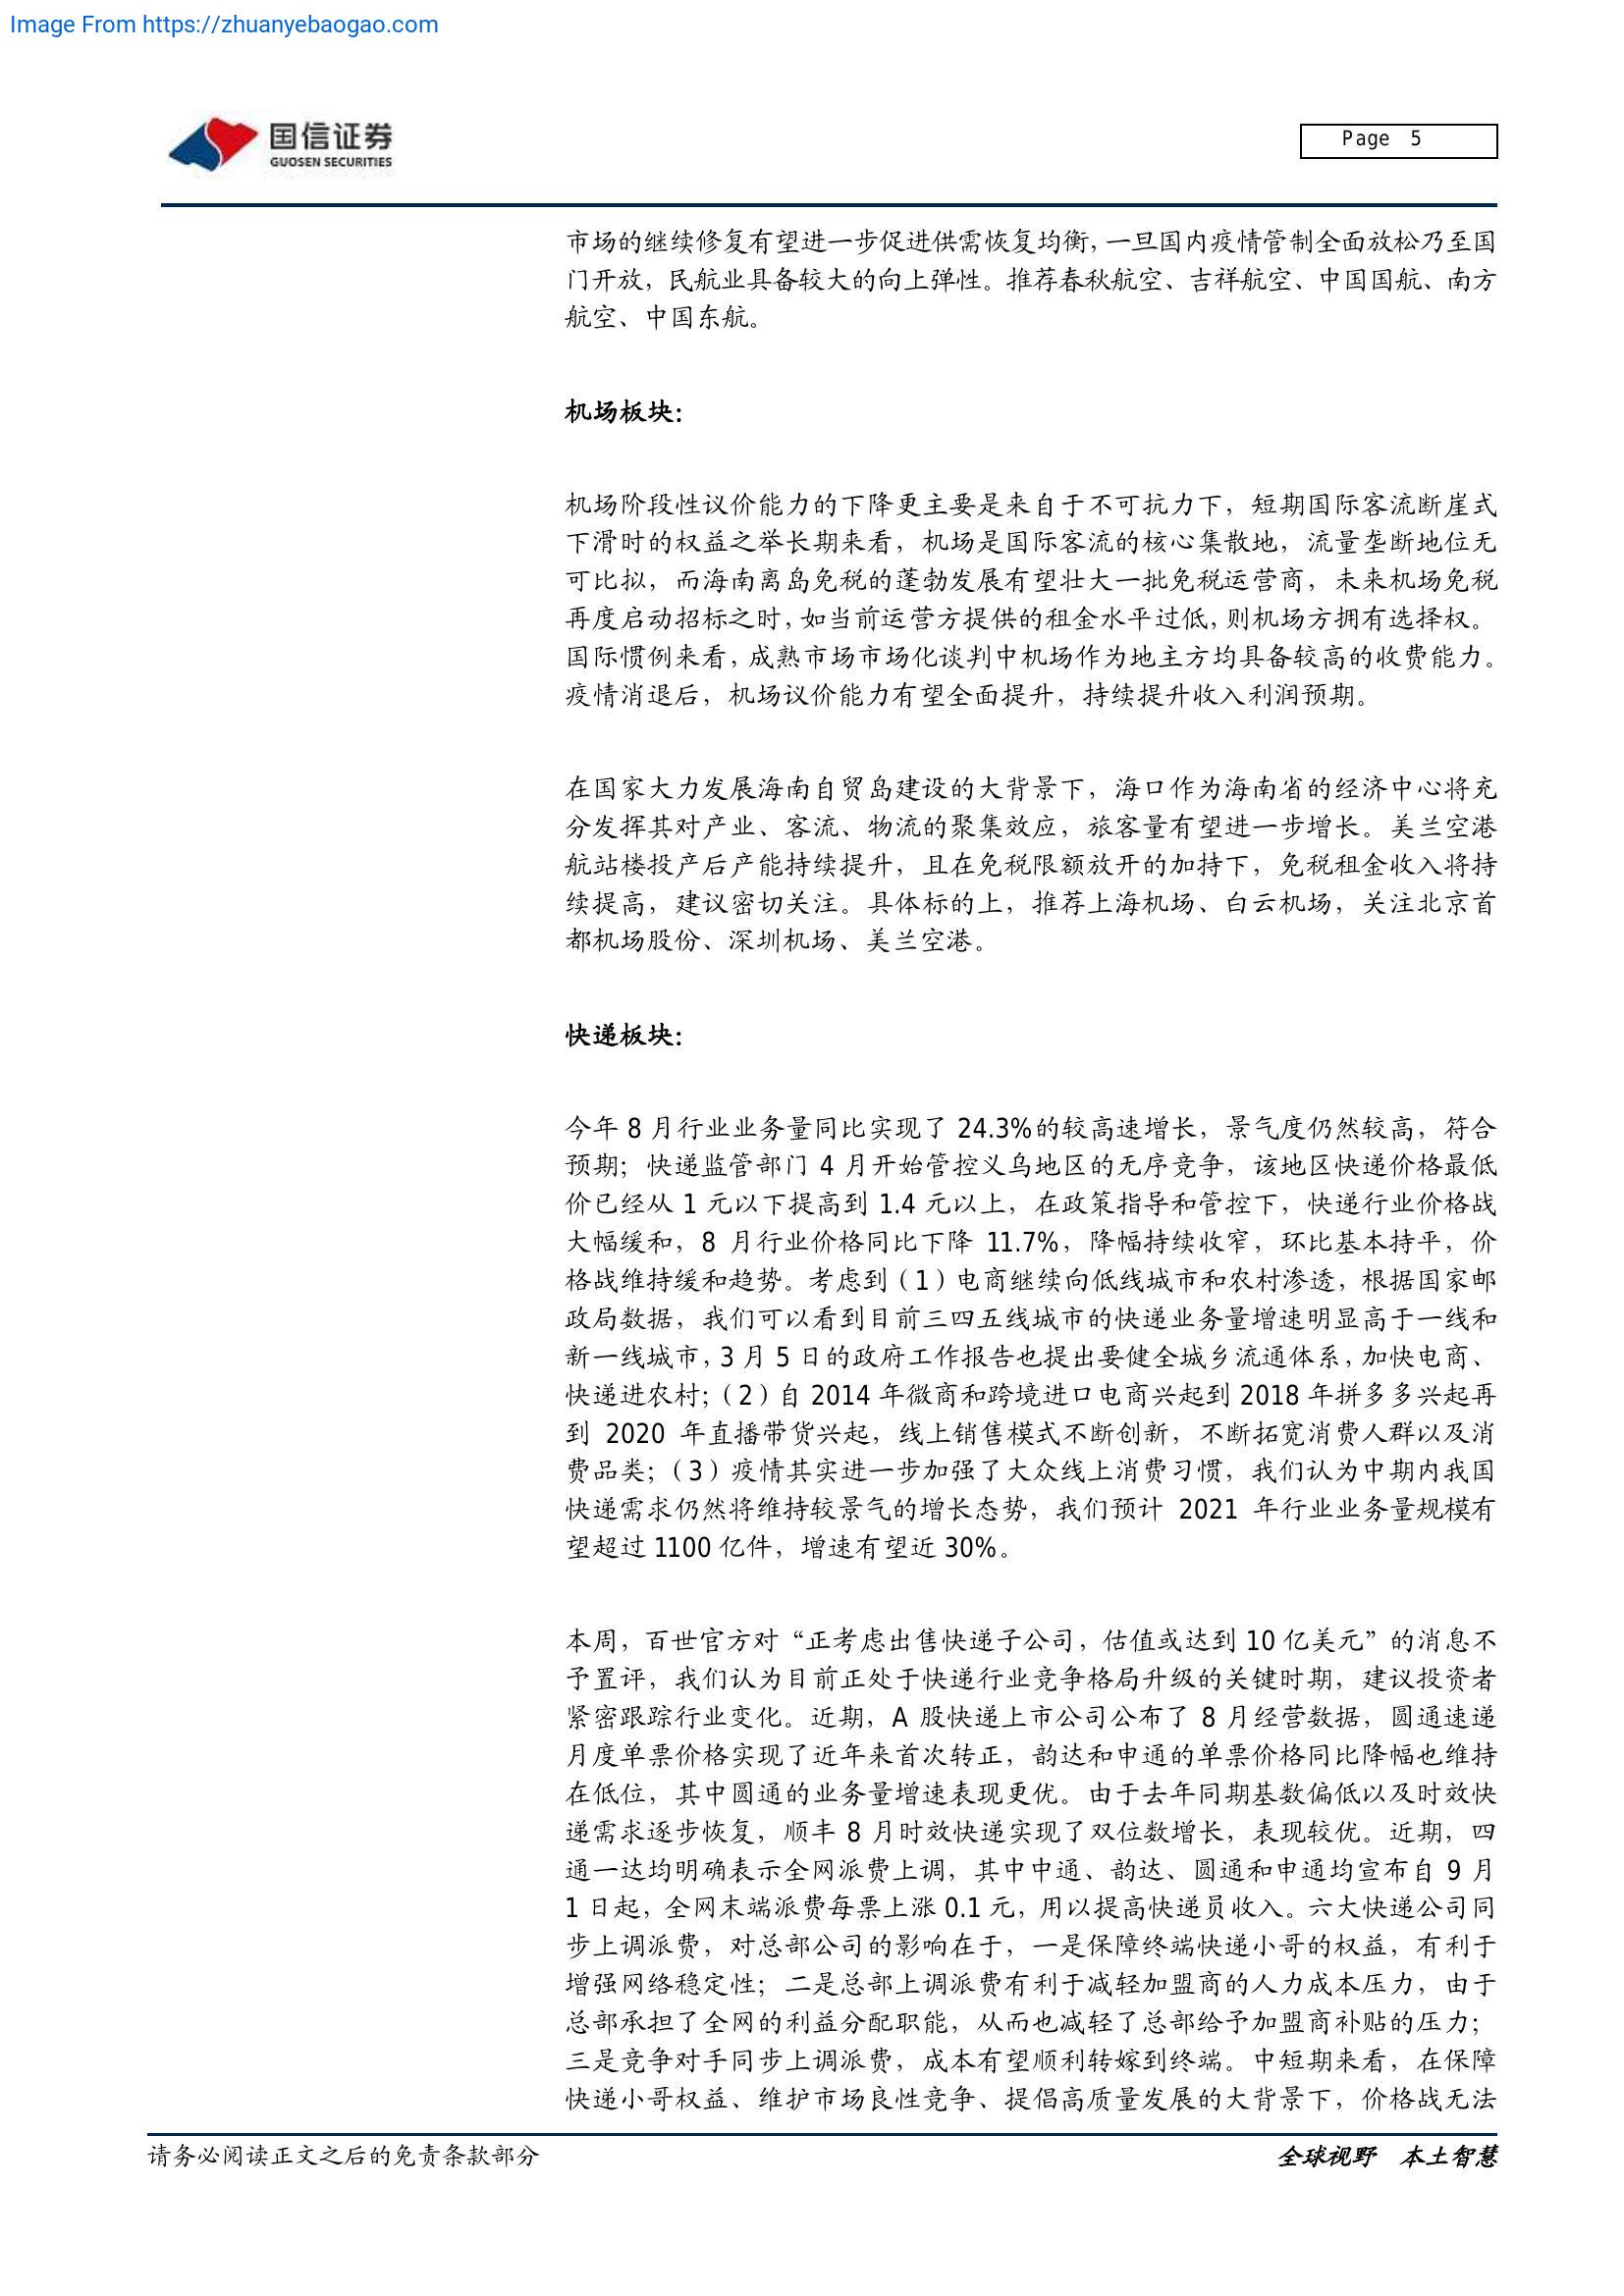 Image From https://zhuanyebaogao.com
国信证券
GUOSEN SECURITIES
Page 5
市场的继续修复有望进一步促进供需恢复均衡，一旦国内疫情管制全面放松乃至国
门开放，民航业具备较大的向上弹性。推荐春秋航空、吉祥航空、中国国航、南方
航空、中国东航。
机场板块：
机场阶段性议价能力的下降更主要是来自于不可抗力下，短期国际客流断崖式
下滑时的权益之举长期来看，机场是国际客流的核心集散地，流量垄断地位无
可比拟，而海南离岛免税的蓬勃发展有望壮大一批免税运营商，未来机场免税
再度启动招标之时，如当前运营方提供的租金水平过低，则机场方拥有选择权。
国际惯例来看，成熟市场市场化谈判中机场作为地主方均具备较高的收费能力。
疫情消退后，机场议价能力有望全面提升，持续提升收入利润预期。
在国家大力发展海南自贸岛建设的大背景下，海口作为海南省的经济中心将充
分发挥其对产业、客流、物流的聚集效应，旅客量有望进一步增长。美兰空港
航站楼投产后产能持续提升，且在免税限额放开的加持下，免税租金收入将持
续提高，建议密切关注。具体标的上，推荐上海机场、白云机场，关注北京首
都机场股份、深圳机场、美兰空港。
快递板块：
今年 8 月行业业务量同比实现了 24.3%的较高速增长，景气度仍然较高，符合
预期；快递监管部门 4 月开始管控义乌地区的无序竞争，该地区快递价格最低
价已经从 1 元以下提高到 1.4 元以上，在政策指导和管控下，快递行业价格战
大幅缓和，8 月行业价格同比下降 11.7%，降幅持续收窄，环比基本持平，价
格战维持缓和趋势。考虑到（1）电商继续向低线城市和农村渗透，根据国家邮
政局数据，我们可以看到目前三四五线城市的快递业务量增速明显高于一线和
新一线城市，3 月 5 日的政府工作报告也提出要健全城乡流通体系，加快电商、
快递进农村；（2）自 2014 年微商和跨境进口电商兴起到 2018 年拼多多兴起再
到 2020 年直播带货兴起，线上销售模式不断创新，不断拓宽消费人群以及消
费品类；（3）疫情其实进一步加强了大众线上消费习惯，我们认为中期内我国
快递需求仍然将维持较景气的增长态势，我们预计 2021 年行业业务量规模有
望超过 1100 亿件，增速有望近 30%。
本周，百世官方对“正考虑出售快递子公司，估值或达到 10 亿美元”的消息不
予置评，我们认为目前正处于快递行业竞争格局升级的关键时期，建议投资者
紧密跟踪行业变化。近期，A 股快递上市公司公布了 8 月经营数据，圆通速递
月度单票价格实现了近年来首次转正，韵达和申通的单票价格同比降幅也维持
在低位，其中圆通的业务量增速表现更优。由于去年同期基数偏低以及时效快
递需求逐步恢复，顺丰 8 月时效快递实现了双位数增长，表现较优。近期，四
通一达均明确表示全网派费上调，其中中通、韵达、圆通和申通均宣布自 9 月
1 日起，全网末端派费每票上涨 0.1 元，用以提高快递员收入。六大快递公司同
步上调派费，对总部公司的影响在于，一是保障终端快递小哥的权益，有利于
增强网络稳定性；二是总部上调派费有利于减轻加盟商的人力成本压力，由于
总部承担了全网的利益分配职能，从而也减轻了总部给予加盟商补贴的压力；
三是竞争对手同步上调派费，成本有望顺利转嫁到终端。中短期来看，在保障
快递小哥权益、维护市场良性竞争、提倡高质量发展的大背景下，价格战无法
请务必阅读正文之后的免责条款部分
全球视野 本土智慧